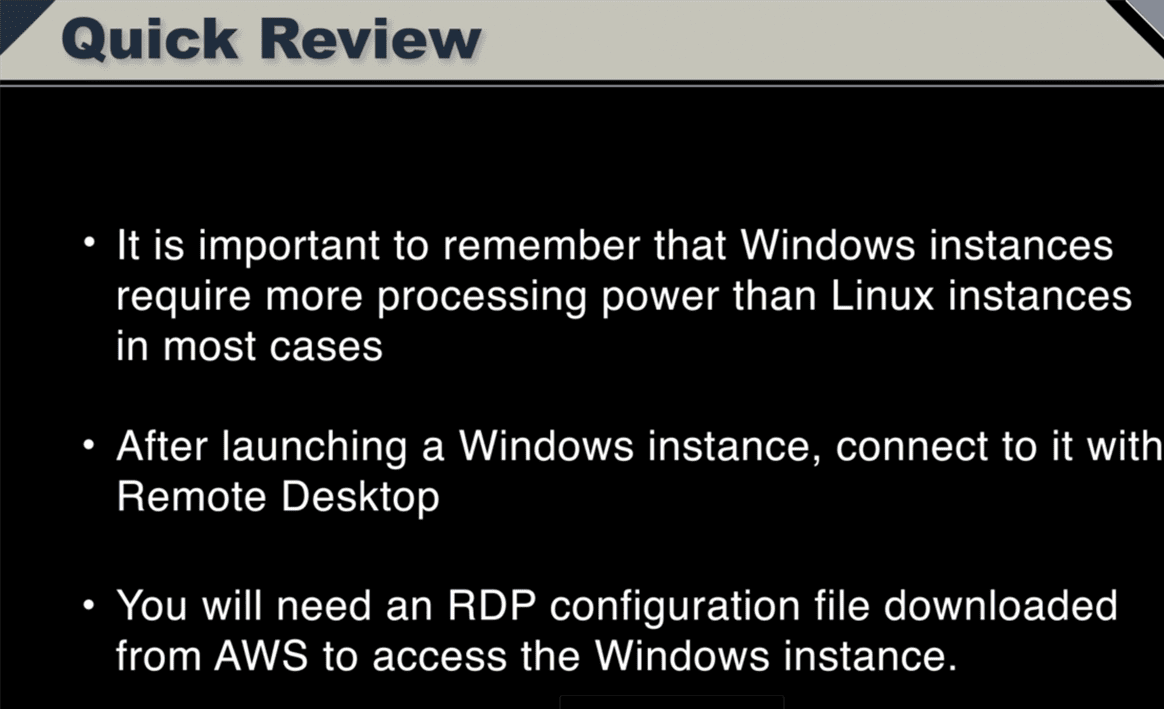 Quick Review
• It is important to remember that Windows instances
require more processing power than Linux instances
in most cases
• After launching a Windows instance, connect to it with
Remote Desktop
• You will need an RDP configuration file downloaded
from AWS to access the Windows instance.